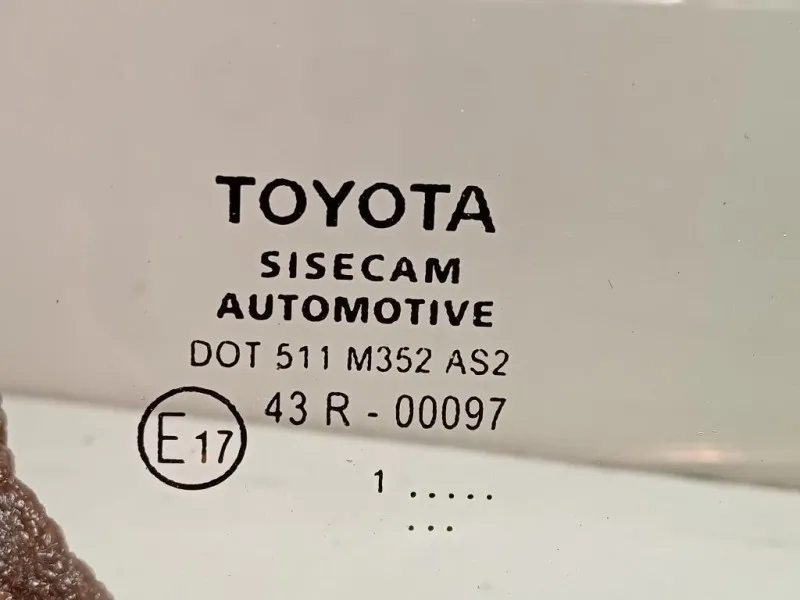 TOYOTA
SISECAM
AUTOMOTIVE
DOT 511 M352 AS2
43 R - 00097
E17
1 .....
...